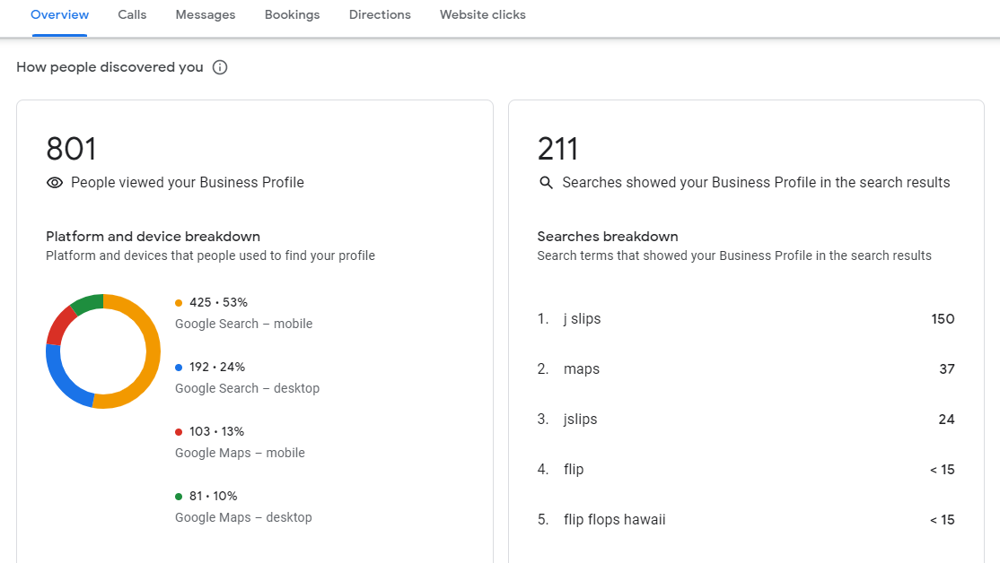 Overview Calls Messages Bookings Directions Website clicks
How people discovered you
801
People viewed your Business Profile
Platform and device breakdown
Platform and devices that people used to find your profile
425 • 53%
Google Search – mobile
192 • 24%
Google Search – desktop
103 • 13%
Google Maps – mobile
81 • 10%
Google Maps – desktop
211
Searches showed your Business Profile in the search results
Searches breakdown
Search terms that showed your Business Profile in the search results
1. j slips 150
2. maps 37
3. jslips 24
4. flip < 15
5. flip flops hawaii < 15